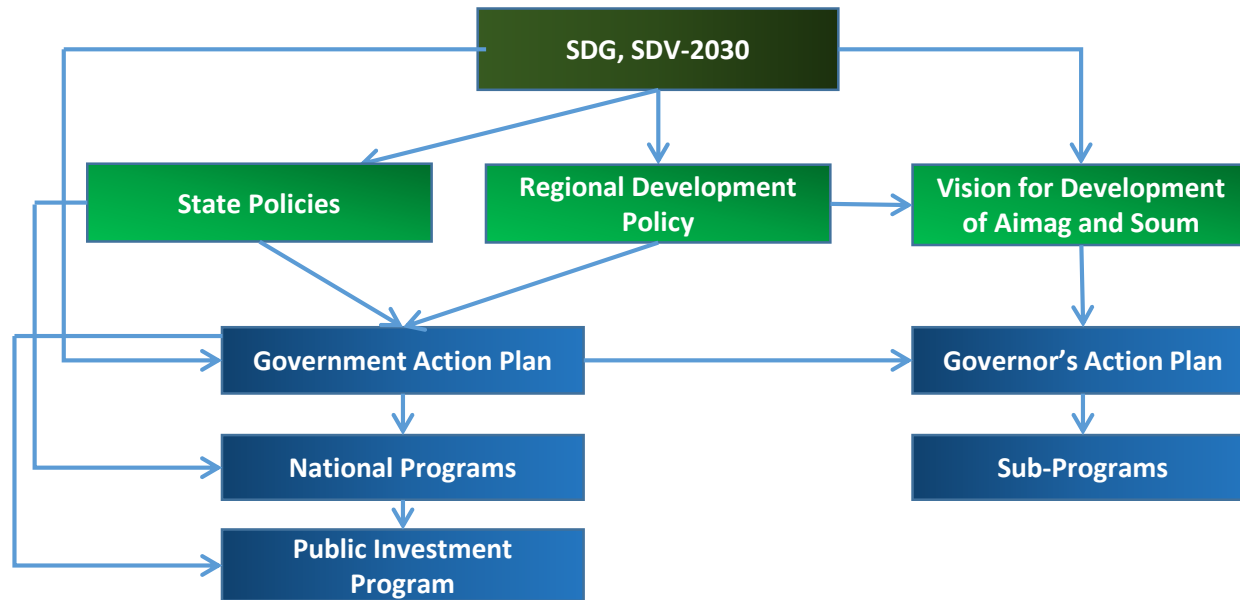 SDG, SDV-2030
State Policies
Regional Development
Policy
Vision for Development
of Aimag and Soum
Government Action Plan
Governor’s Action Plan
National Programs
Sub-Programs
Public Investment
Program